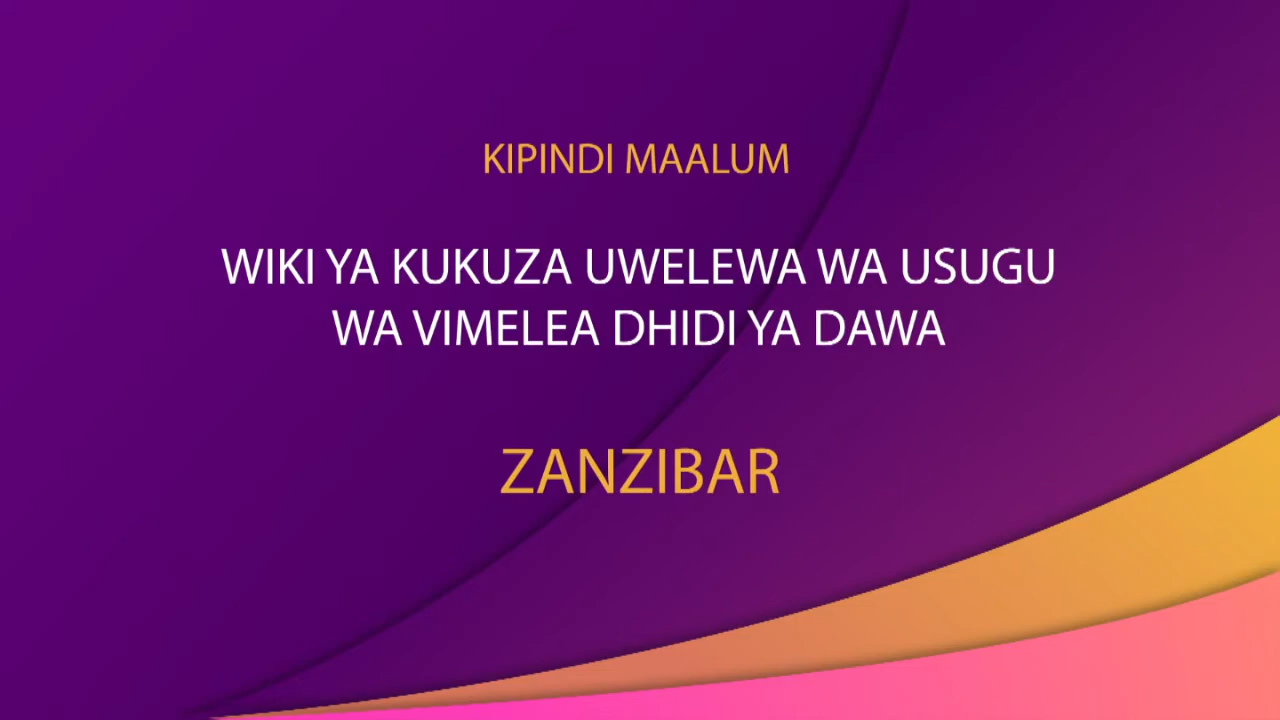 KIPINDI MAALUM
WIKI YA KUKUZA UWELEWA WA USUGU
WA VIMELEA DHIDI YA DAWA
ZANZIBAR